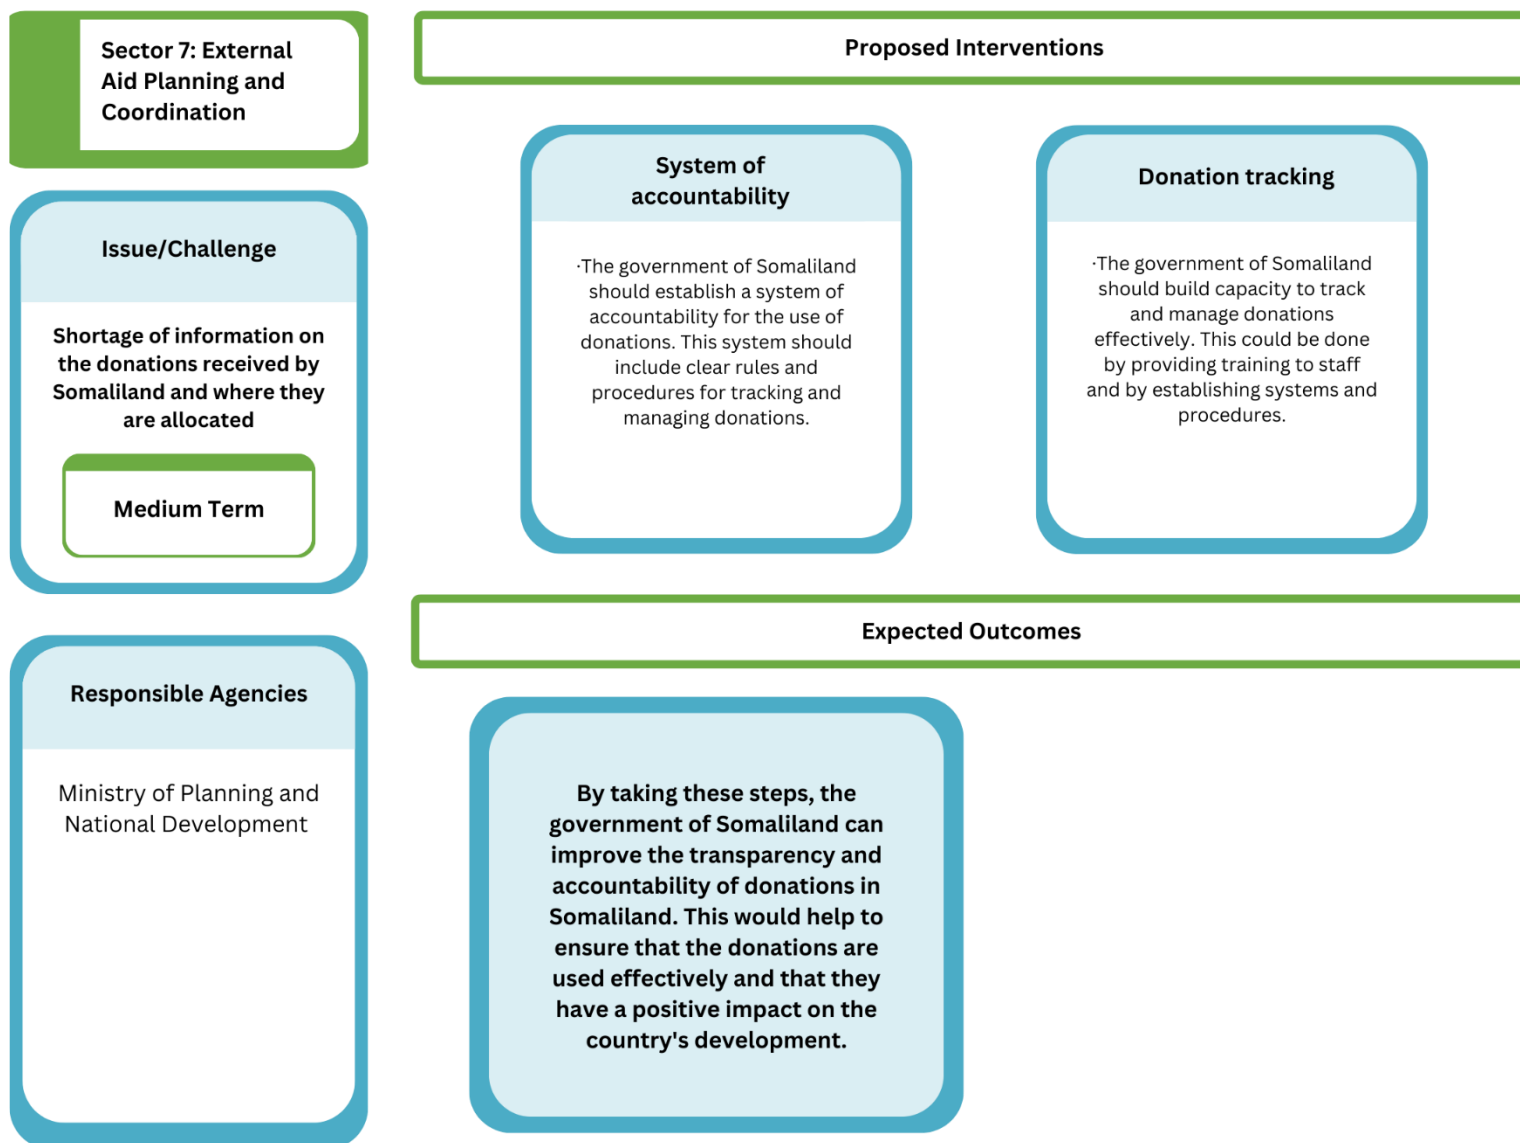 Sector 7: External
Aid Planning and
Coordination
Issue/Challenge
Shortage of information on
the donations received by
Somaliland and where they
are allocated
Medium Term
Responsible Agencies
Ministry of Planning and
National Development
Proposed Interventions
System of
accountability
·The government of Somaliland
should establish a system of
accountability for the use of
donations. This system should
include clear rules and
procedures for tracking and
managing donations.
Donation tracking
·The government of Somaliland
should build capacity to track
and manage donations
effectively. This could be done
by providing training to staff
and by establishing systems and
procedures.
Expected Outcomes
By taking these steps, the
government of Somaliland can
improve the transparency and
accountability of donations in
Somaliland. This would help to
ensure that the donations are
used effectively and that they
have a positive impact on the
country's development.